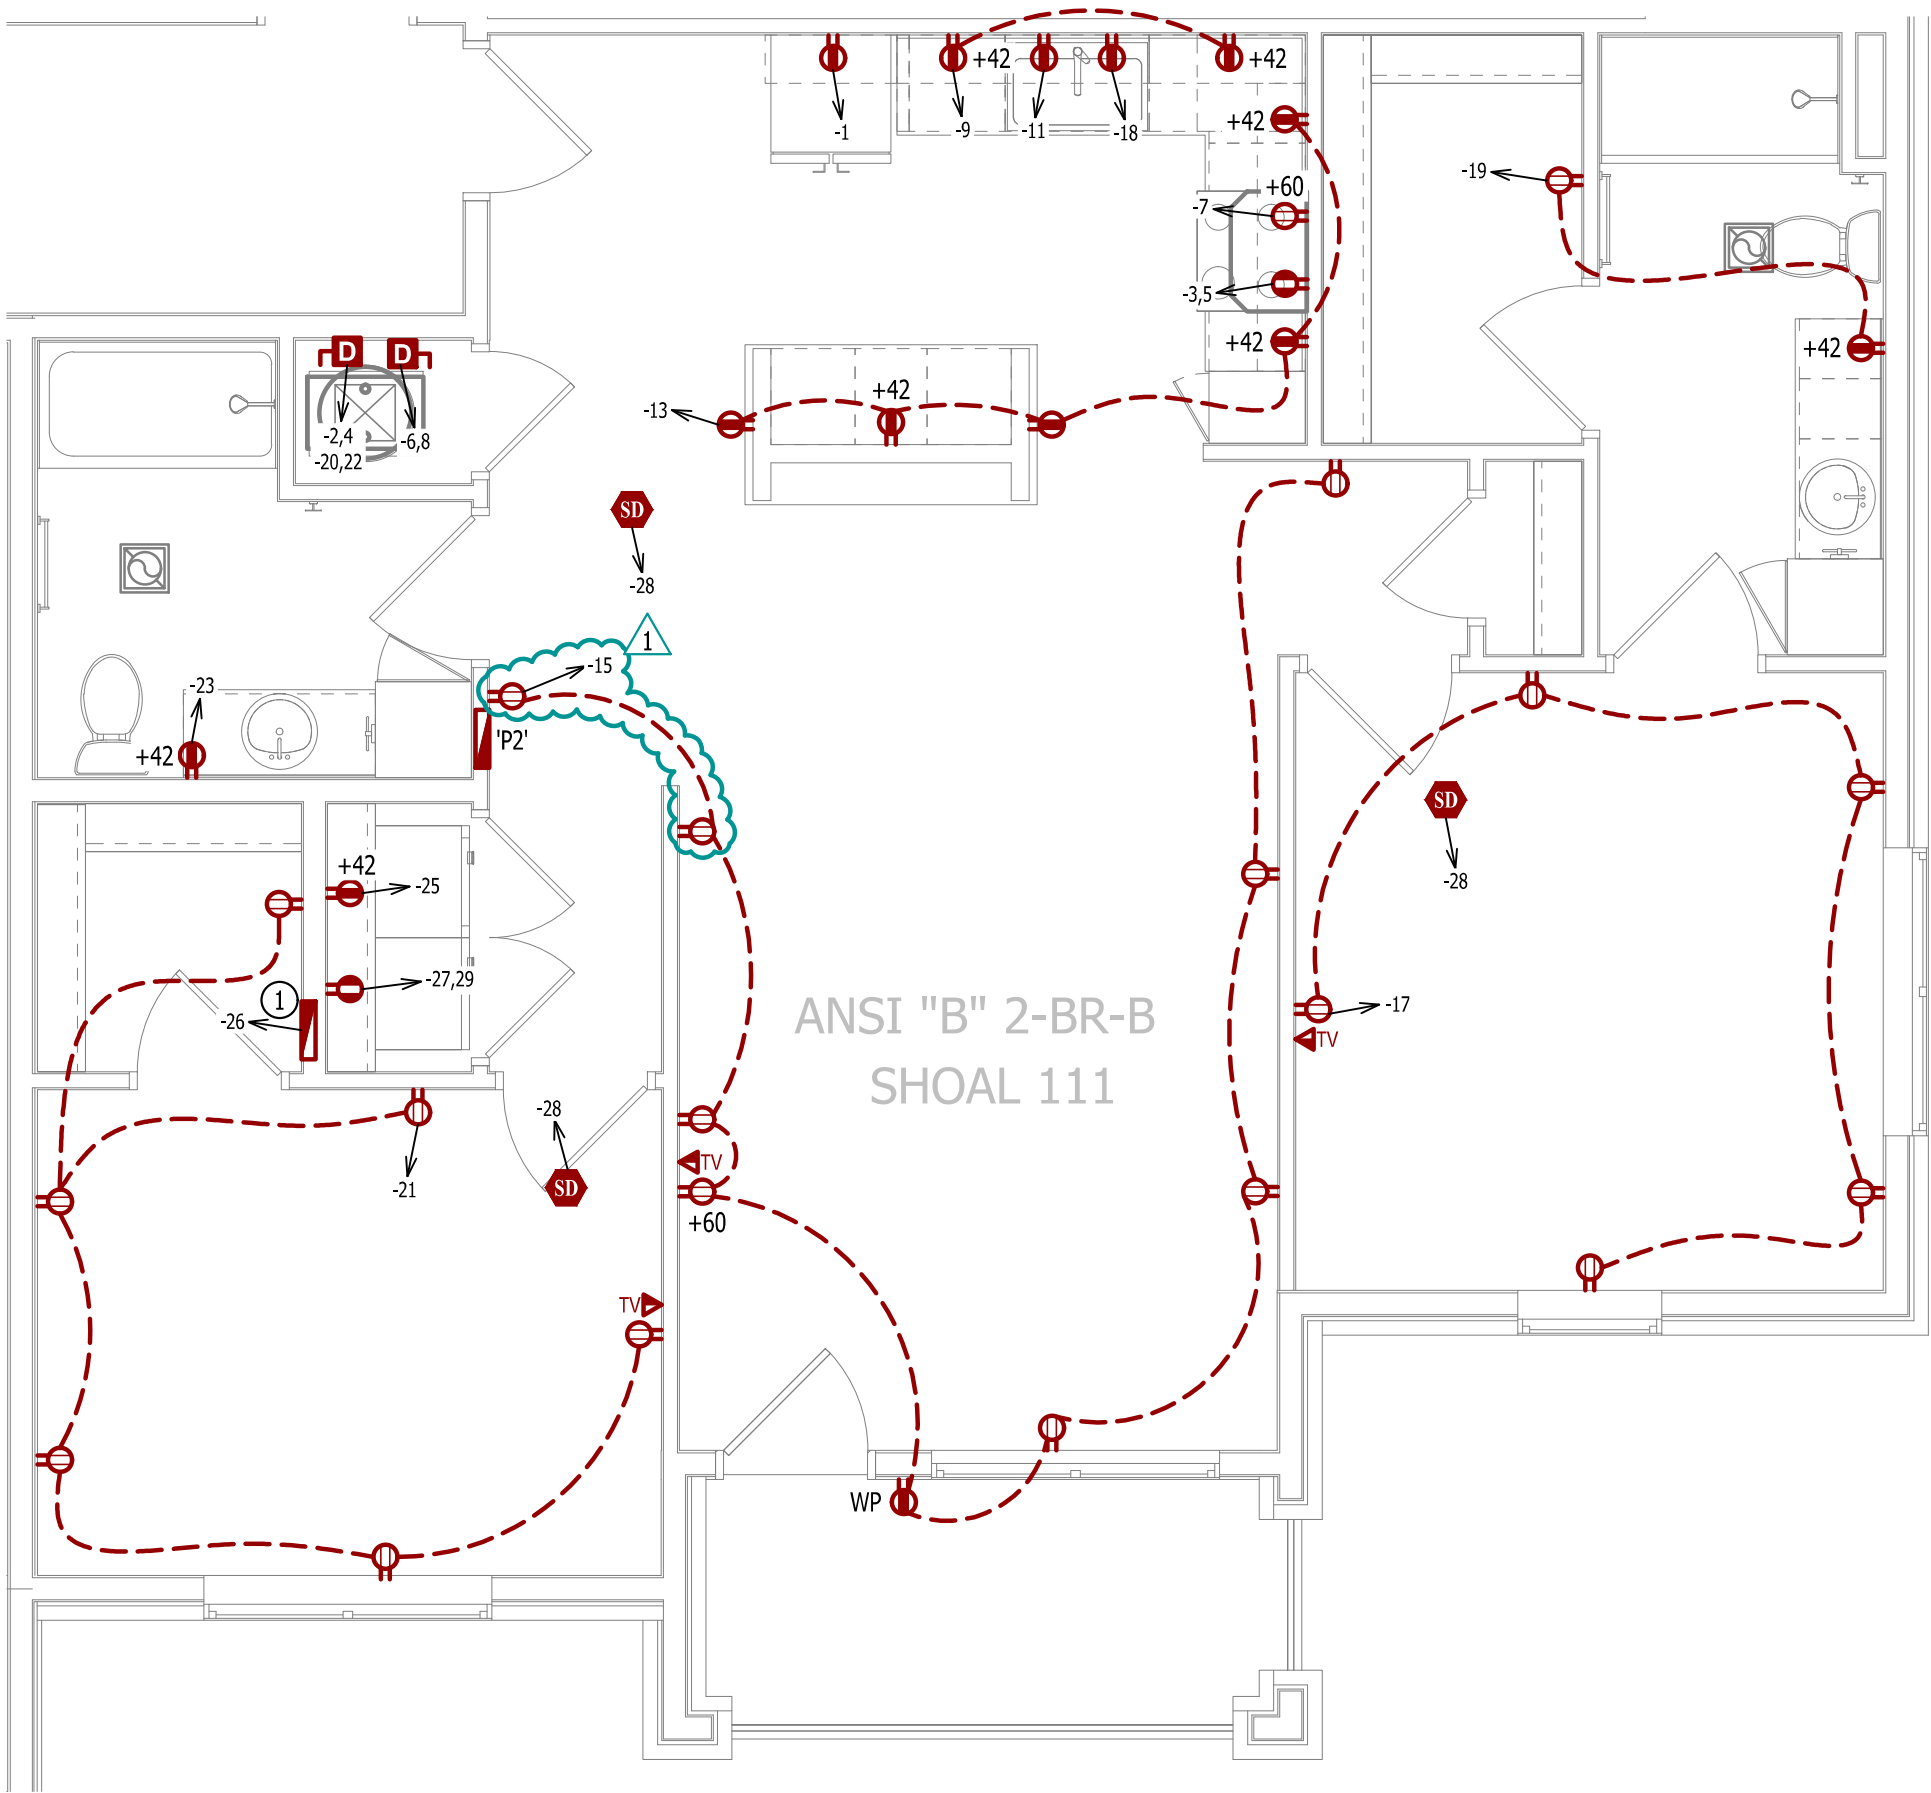 +42
+42
-1
-9
-11
-18
+42
-19
+60
-7
-3,5
+42
+42
D
D
+42
-13
-2,4
-6,8
-20,22
SD
-28
1
-15
-23
+42
'P2'
SD
-28
+42
-25
-27,29
1
-26
ANSI "B" 2-BR-B
SHOAL 111
-17
TV
-28
SD
-21
TV
+60
TV
WP